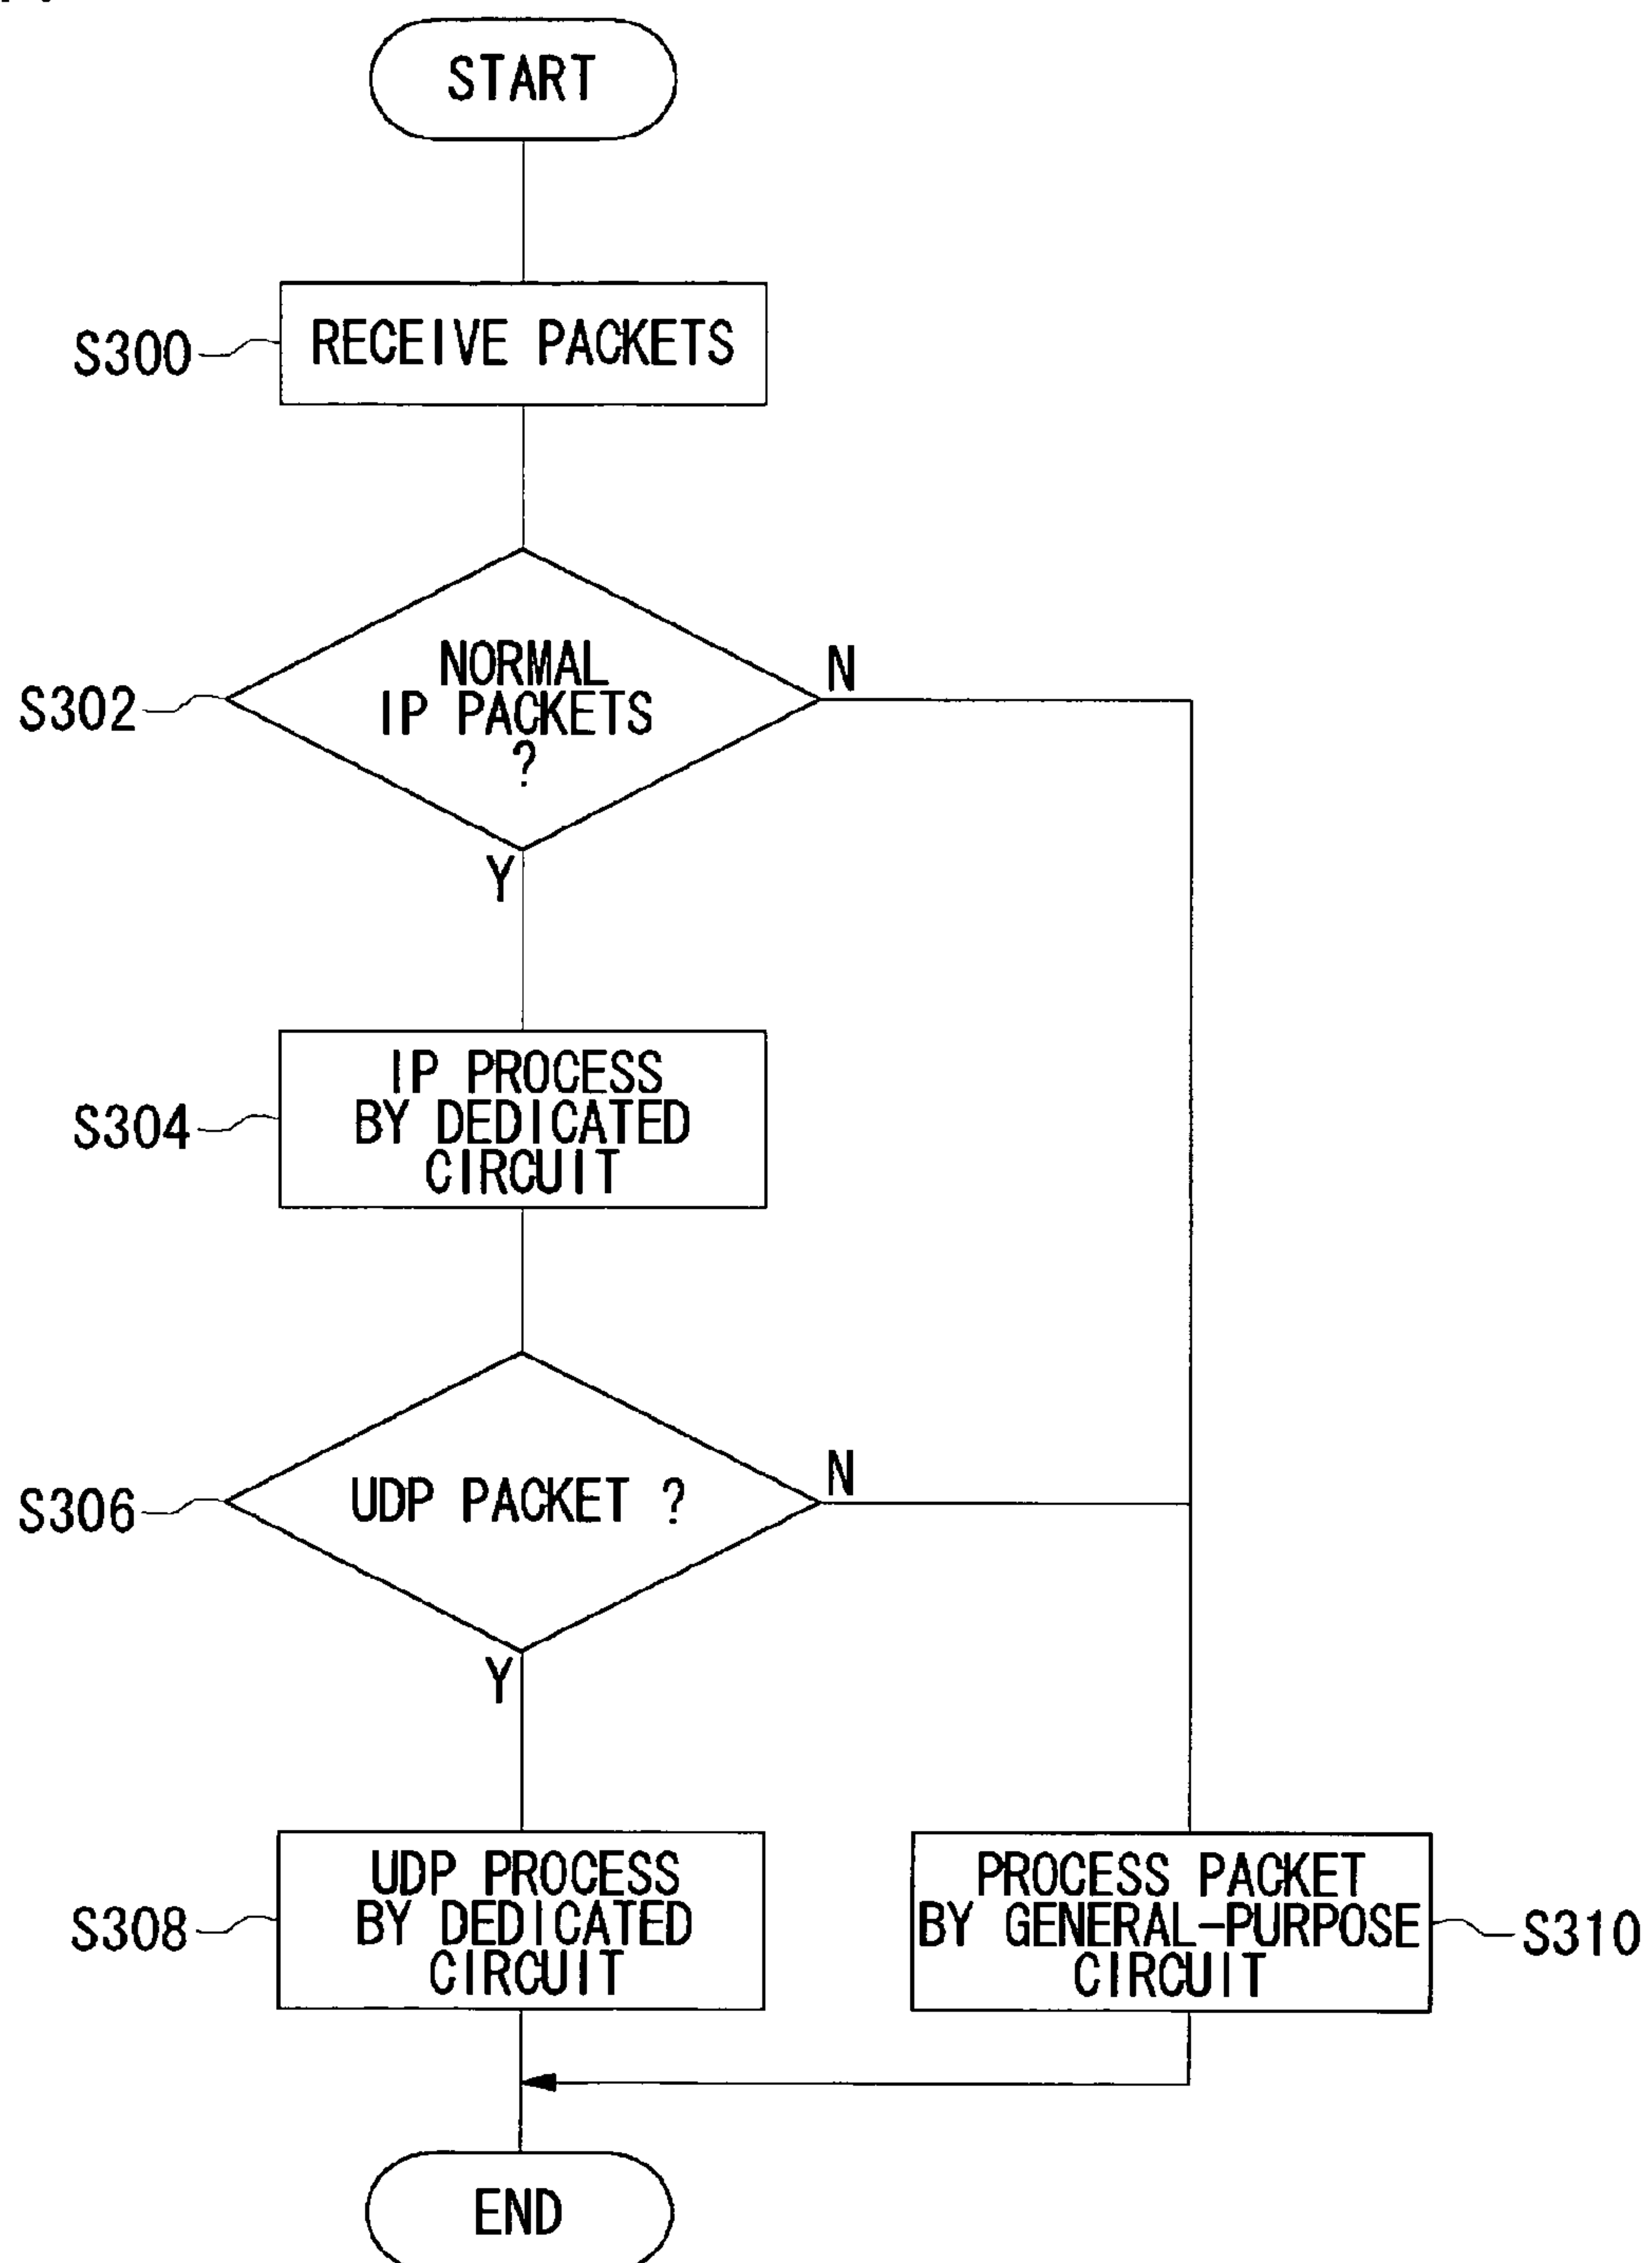 START
S300
RECEIVE PACKETS
S302
NORMAL
IP PACKETS
?
N
Y
S304
IP PROCESS
BY DEDICATED
CIRCUIT
S306
UDP PACKET ?
N
Y
S308
UDP PROCESS
BY DEDICATED
CIRCUIT
PROCESS PACKET
BY GENERAL-PURPOSE
CIRCUIT
S310
END